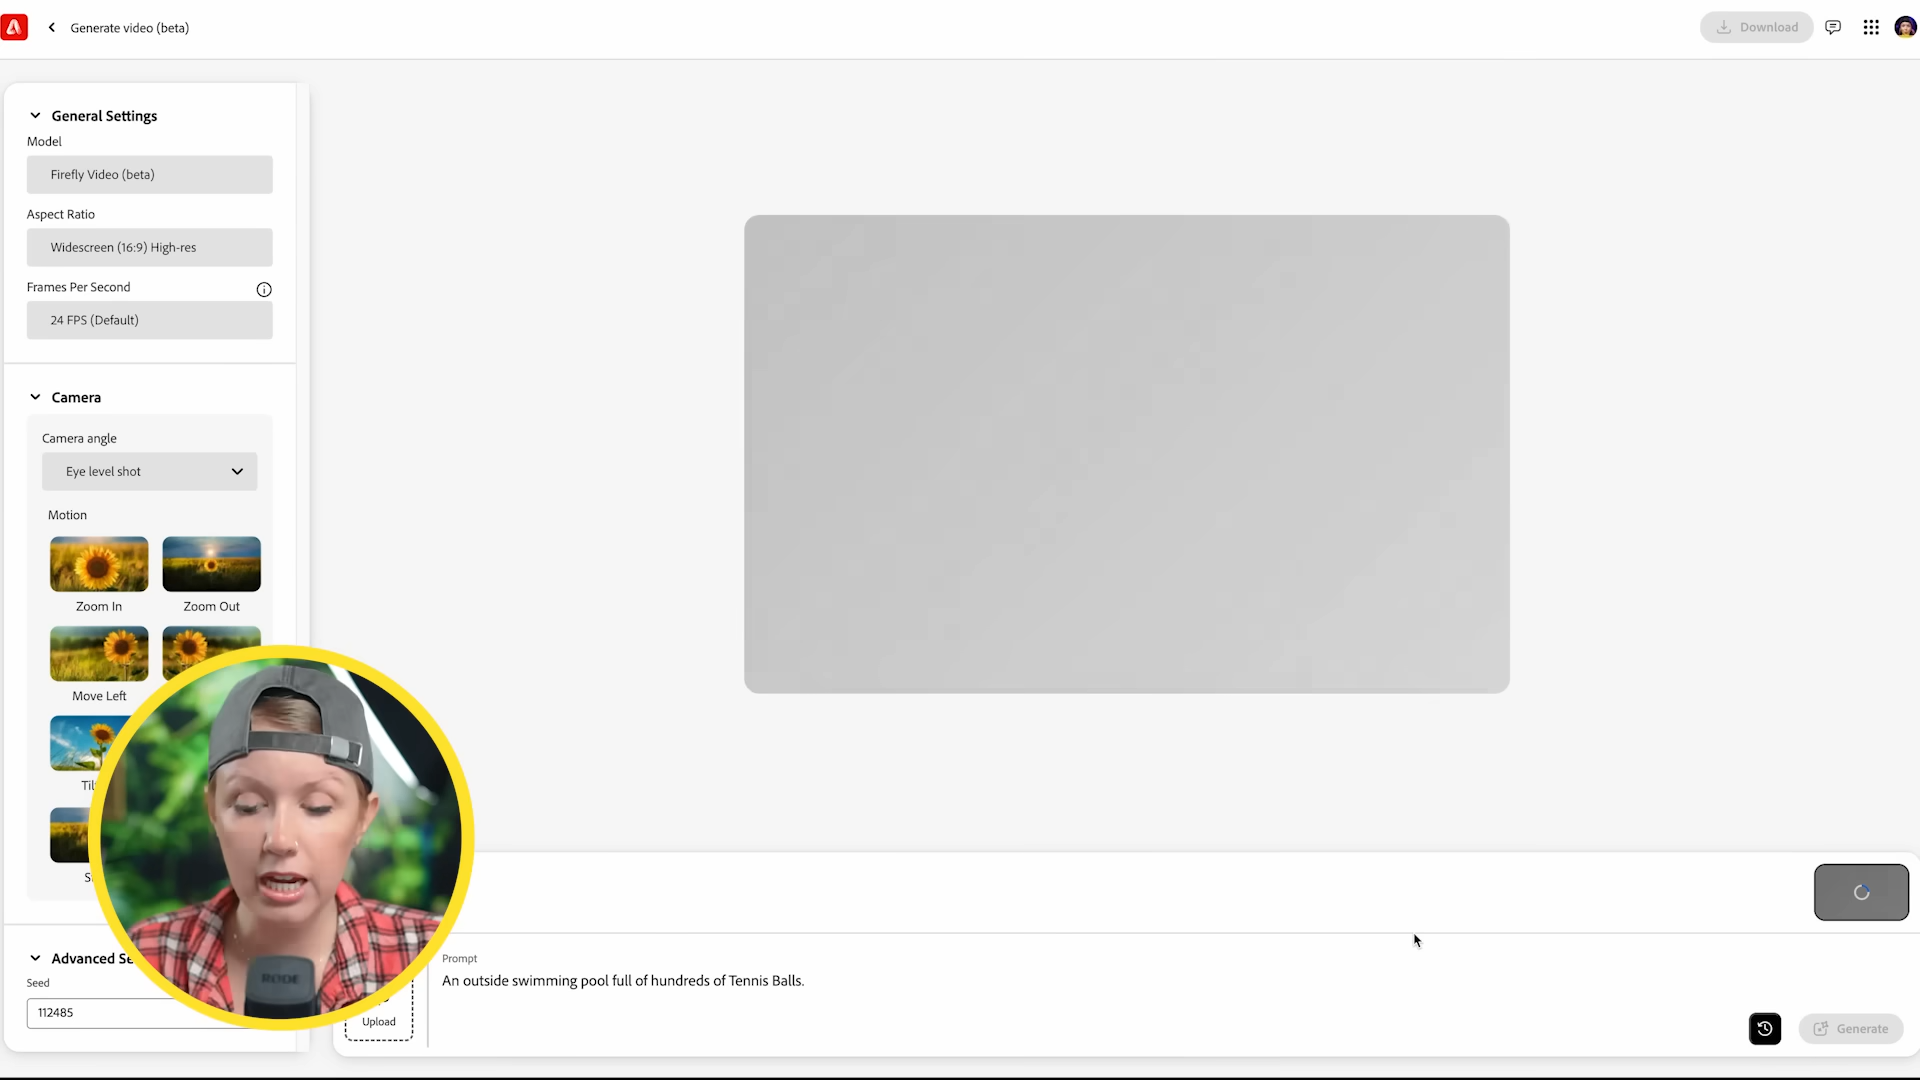 Generate video (beta)
Download
General Settings
Model
Firefly Video (beta)
Aspect Ratio
Widescreen (16:9) High-res
Frames Per Second
24 FPS (Default)
Camera
Camera angle
Eye level shot
Motion
Zoom In
Zoom Out
Move Left
Advanced
Seed
112485
RODE
Upload
Prompt
An outside swimming pool full of hundreds of Tennis Balls.
Generate